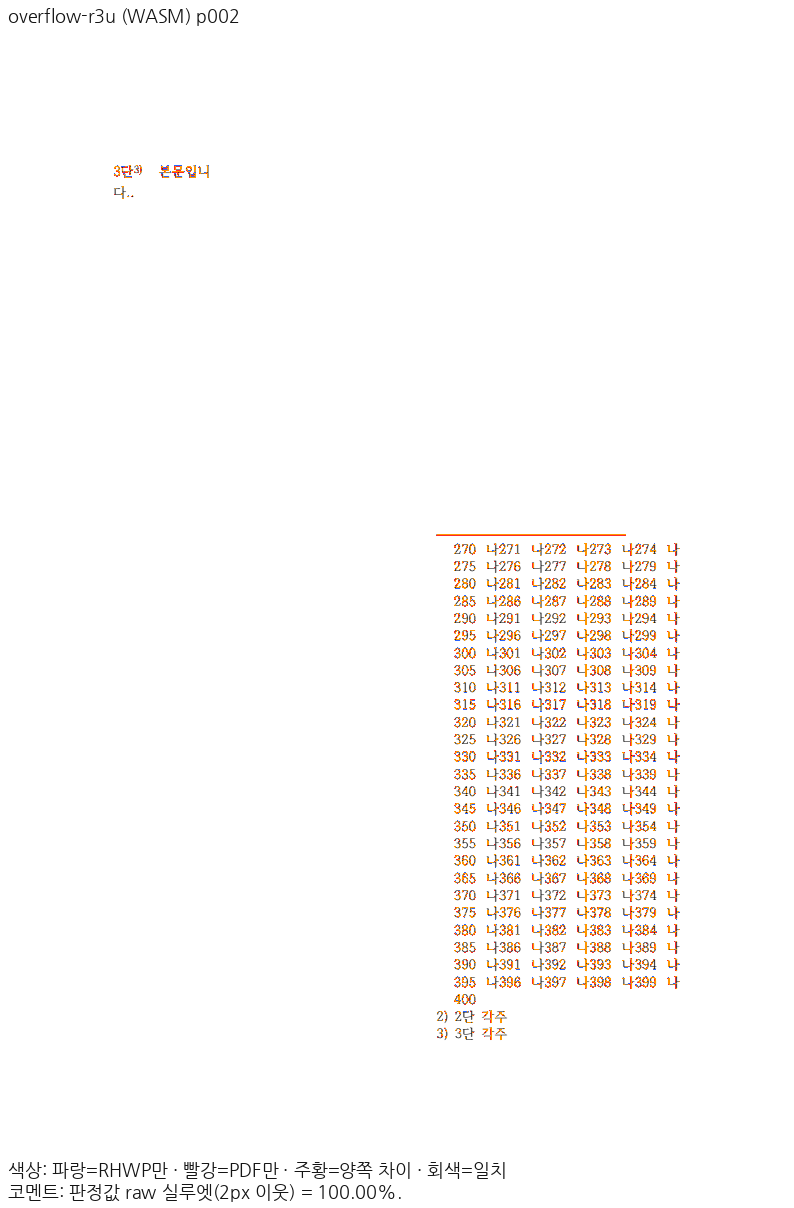 overflow-r3u (WASM) p002
3단3) 본문입니
다..
270 나271 나272 나273 나274 나
275 나276 나277 나278 나279 나
280 나281 나282 나283 나284 나
285 나286 나287 나288 나289 나
290 나291 나292 나293 나294 나
295 나296 나297 나298 나299 나
300 나301 나302 나303 나304 나
305 나306 나307 나308 나309 나
310 나311 나312 나313 나314 나
315 나316 나317 나318 나319 나
320 나321 나322 나323 나324 나
325 나326 나327 나328 나329 나
330 나331 나332 나333 나334 나
335 나336 나337 나338 나339 나
340 나341 나342 나343 나344 나
345 나346 나347 나348 나349 나
350 나351 나352 나353 나354 나
355 나356 나357 나358 나359 나
360 나361 나362 나363 나364 나
365 나366 나367 나368 나369 나
370 나371 나372 나373 나374 나
375 나376 나377 나378 나379 나
380 나381 나382 나383 나384 나
385 나386 나387 나388 나389 나
390 나391 나392 나393 나394 나
395 나396 나397 나398 나399 나
400
2) 2단 각주
3) 3단 각주
색상: 파랑=RHWP만 · 빨강=PDF만 · 주황=양쪽 차이 · 회색=일치
코멘트: 판정값 raw 실루엣(2px 이웃) = 100.00%.